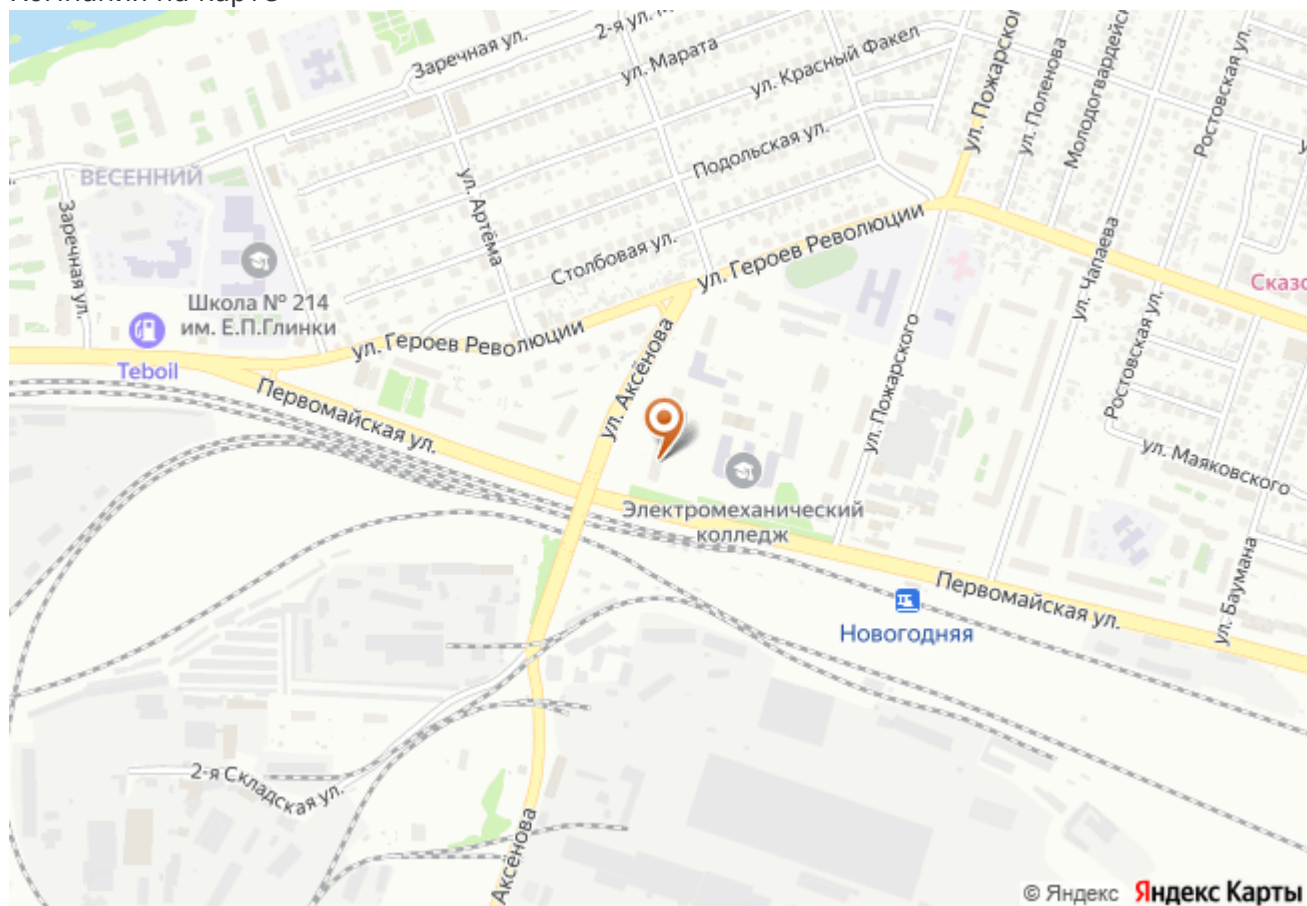 Компания на карте
Заречная ул.
2-я ул.
ул. Марата
ул. Красный Факел
ул. Поленова
Ростовская ул.
Подольская ул.
ВЕСЕННИЙ
ул. Артёма
ул. Героев Революции
ул. Чапаева
Заречная ул.
Столбовая ул.
Школа № 214
им. Е.П.Глинки
ул. Героев Революции
Teboil
ул. Аксёнова
ул. Пожарского
Ростовская ул.
Первомайская ул.
ул. Маяковского
Электромеханический
колледж
Первомайская ул.
ул. Баумана
Новогодняя
2-я Складская ул.
Аксёнова
© Яндекс Яндекс Карты